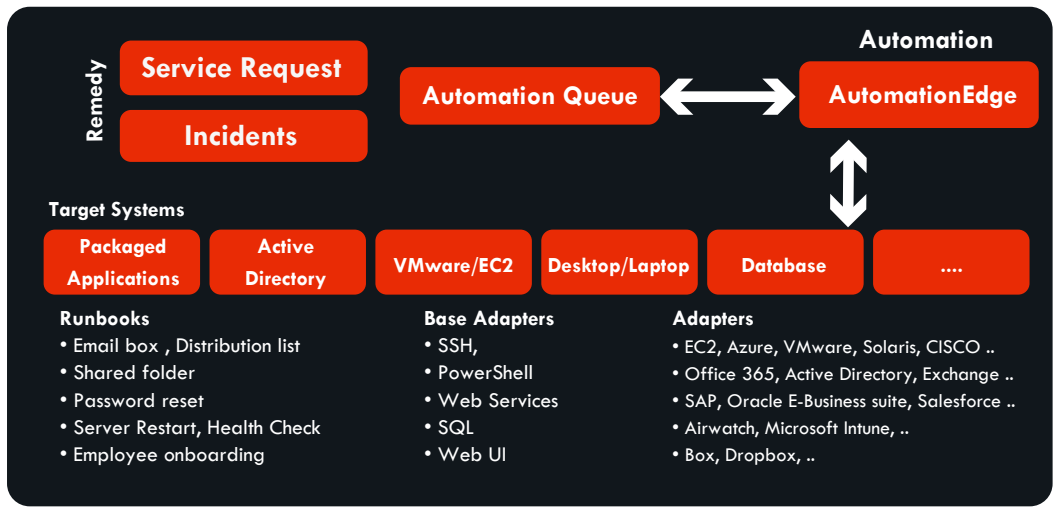 Remedy
Service Request
Incidents
Automation Queue
Automation
AutomationEdge
Target Systems
Packaged
Applications
Active
Directory
VMware/EC2
Desktop/Laptop
Database
....
Runbooks
• Email box , Distribution list
• Shared folder
• Password reset
• Server Restart, Health Check
• Employee onboarding
Base Adapters
• SSH,
• PowerShell
• Web Services
• SQL
• Web UI
Adapters
• EC2, Azure, VMware, Solaris, CISCO ..
• Office 365, Active Directory, Exchange ..
• SAP, Oracle E-Business suite, Salesforce ..
• Airwatch, Microsoft Intune, ..
• Box, Dropbox, ..